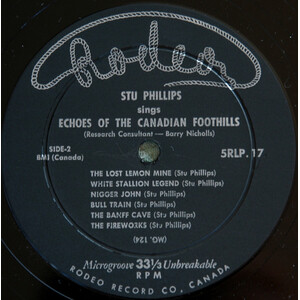 Rodeo
STU PHILLIPS
sings
ECHOES OF THE CANADIAN FOOTHILLS
(Research Consultant — Barry Nicholls)
SIDE-2
BMI (Canada)
5RLP. 17
THE LOST LEMON MINE (Stu Phillips)
WHITE STALLION LEGEND (Stu Phillips)
NIGGER JOHN (Stu Phillips)
BULL TRAIN (Stu Phillips)
THE BANFF CAVE (Stu Phillips)
THE FIREWORKS (Stu Phillips)
(MO. 124)
Microgroove 33⅓ Unbreakable
RPM
RODEO RECORD CO, CANADA